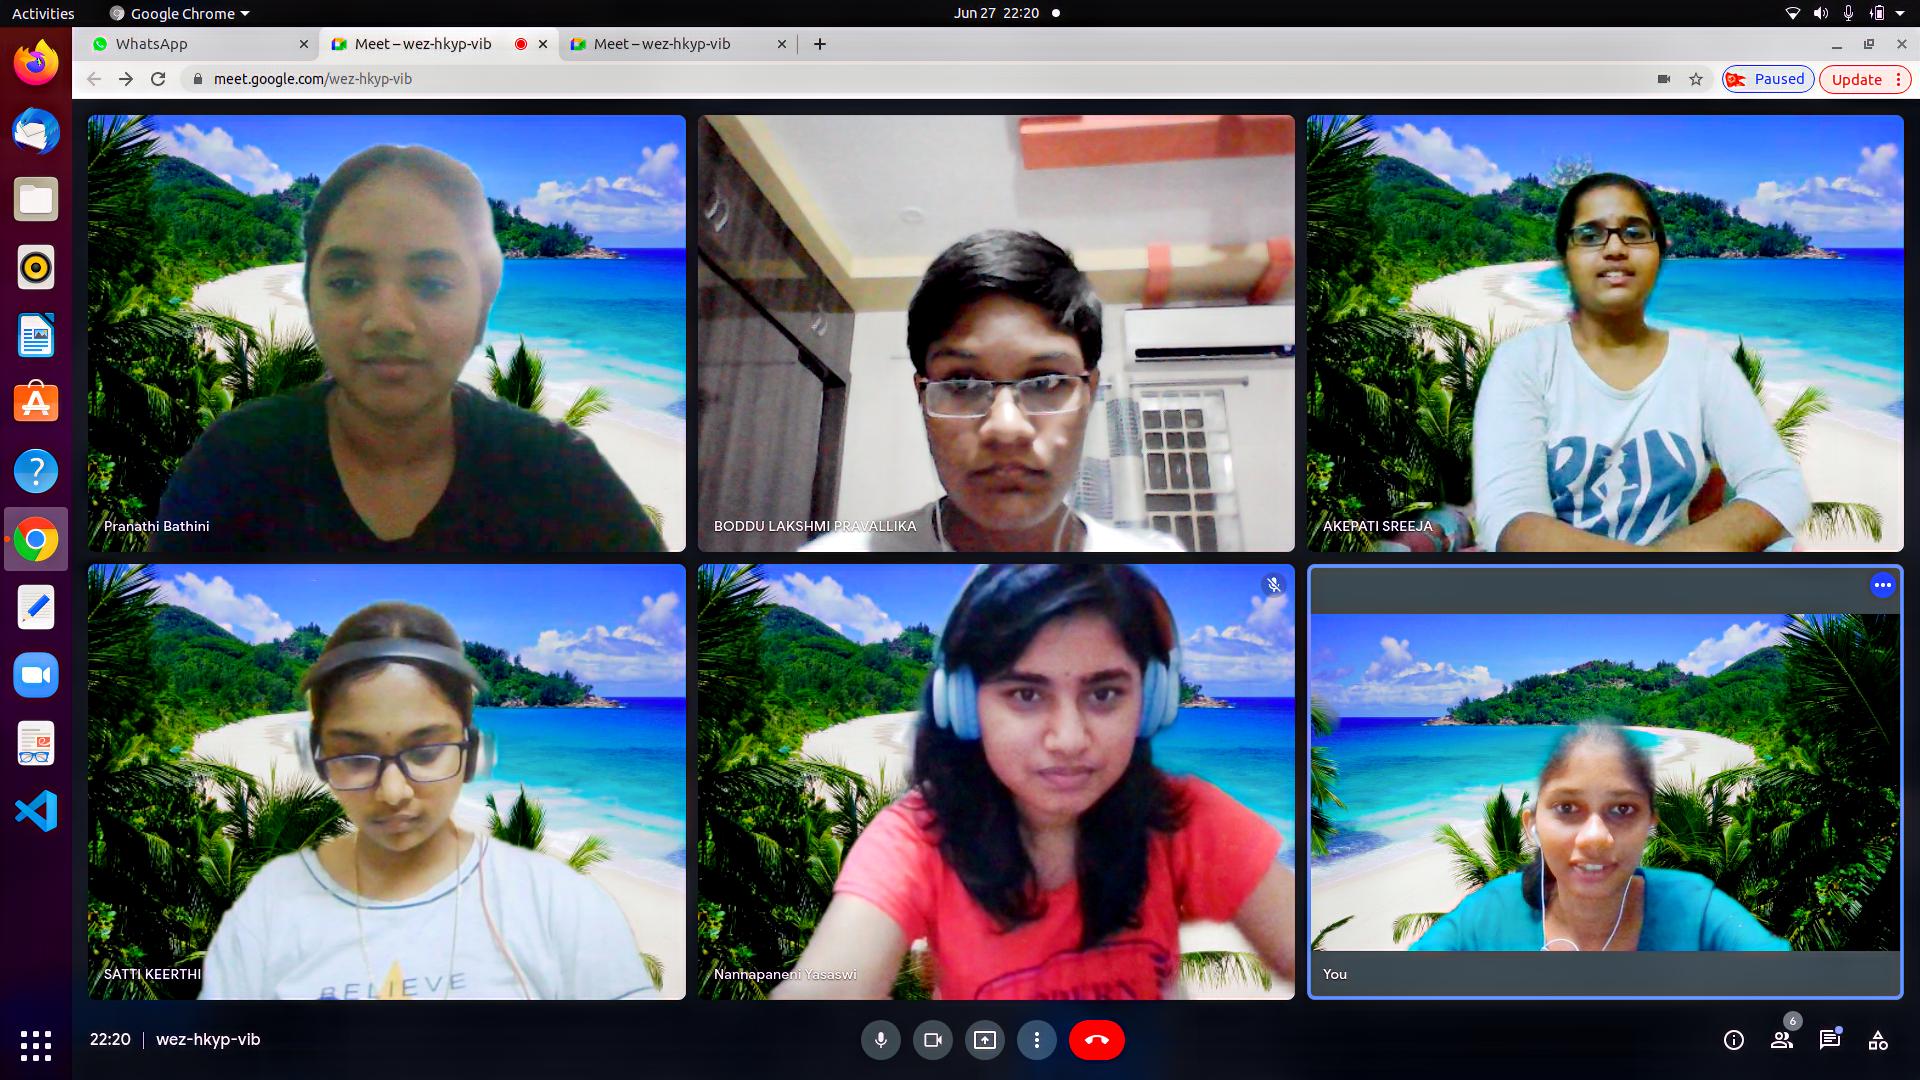 Activities
Google Chrome
Jun 27 22:20
WhatsApp
Meet – wez-hkyp-vib
Meet – wez-hkyp-vib
meet.google.com/wez-hkyp-vib
Paused
Update
Pranathi Bathini
BODDU LAKSHMI PRAVALLIKA
AKEPATI SREEJA
BELIEVE
SATTI KEERTHI
Nannapaneni Yasaswi
You
22:20 | wez-hkyp-vib
6